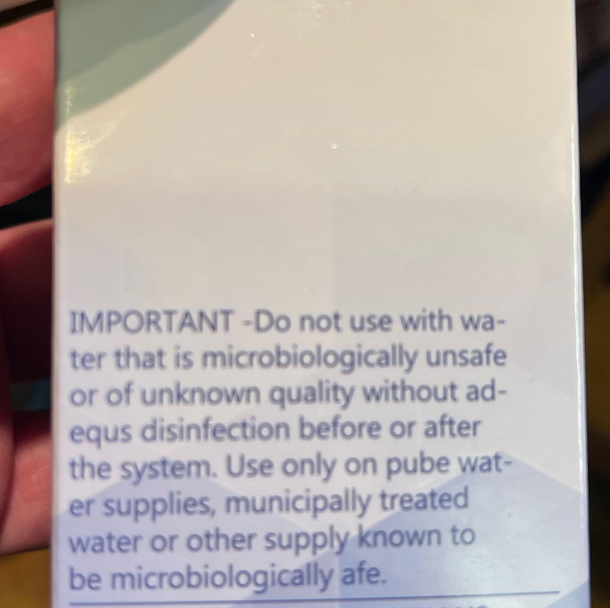 IMPORTANT -Do not use with wa-
ter that is microbiologically unsafe
or of unknown quality without ad-
equs disinfection before or after
the system. Use only on pube wat-
er supplies, municipally treated
water or other supply known to
be microbiologically afe.